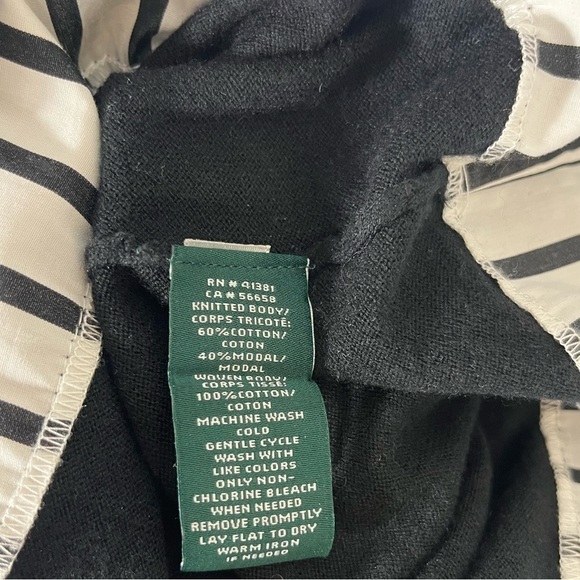 RN # 41381
CA # 56658
KNITTED BODY/
CORPS TRICOTÉ:
60%COTTON/
COTON
40%MODAL/
MODAL
WOVEN BODY/
CORPS TISSÉ:
100%COTTON/
COTON
MACHINE WASH
COLD
GENTLE CYCLE
WASH WITH
LIKE COLORS
ONLY NON-
CHLORINE BLEACH
WHEN NEEDED
REMOVE PROMPTLY
LAY FLAT TO DRY
WARM IRON
IF NEEDED